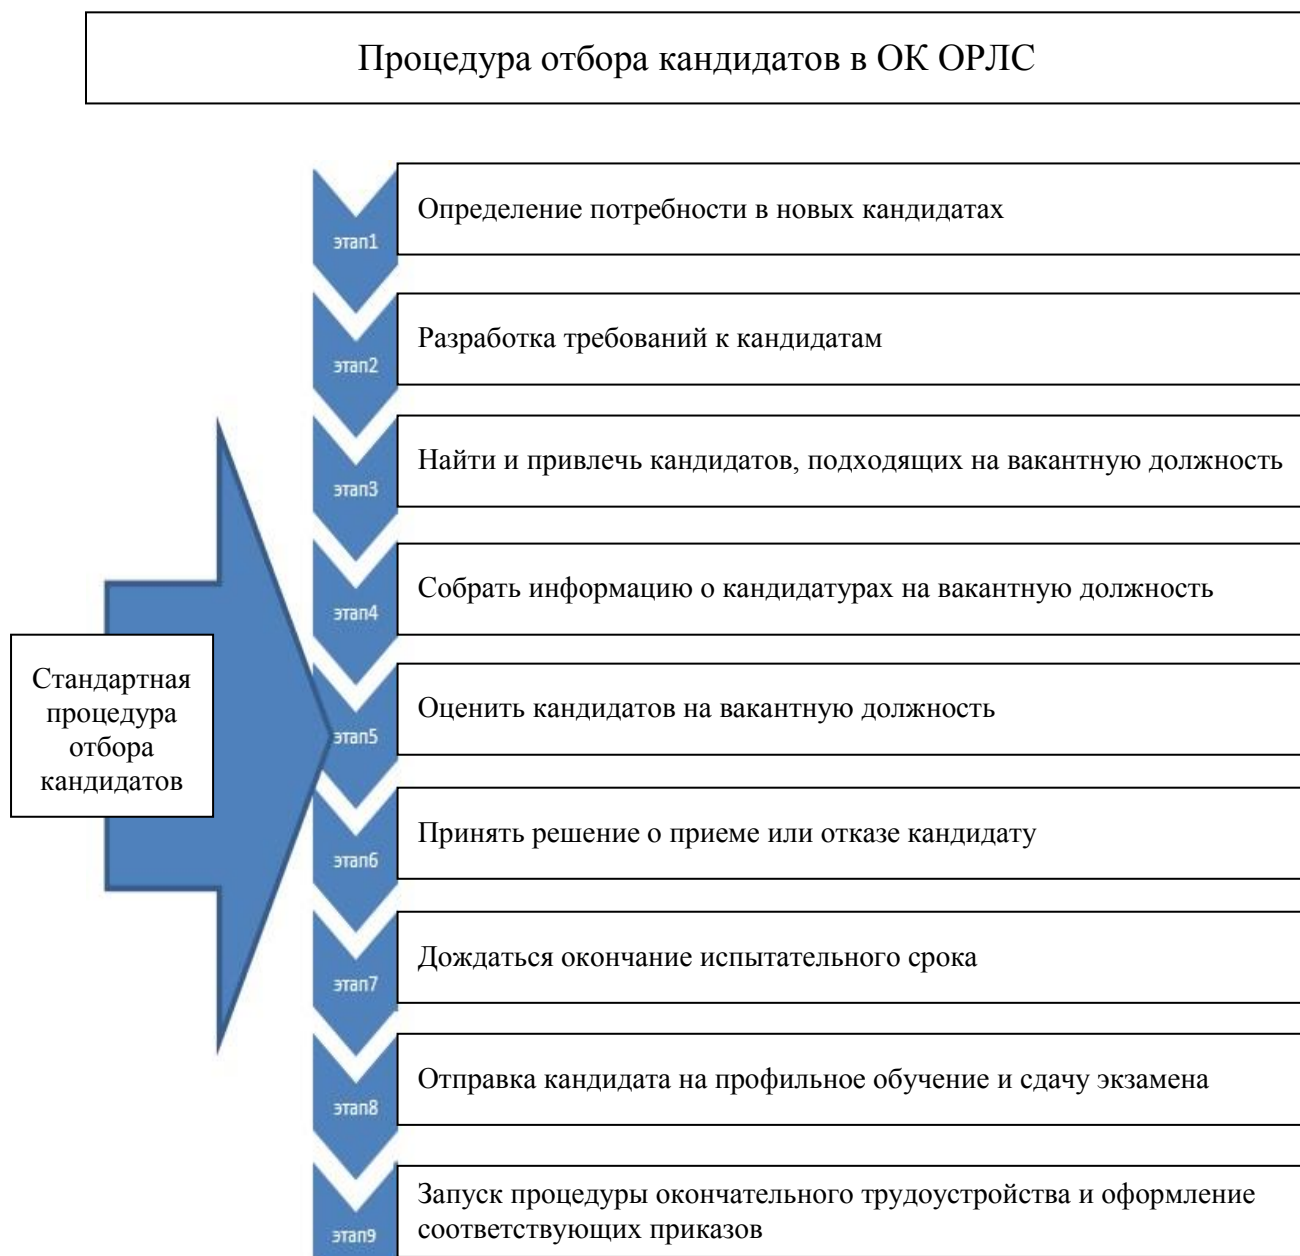 Процедура отбора кандидатов в ОК ОРЛС
этап1
Определение потребности в новых кандидатах
этап2
Разработка требований к кандидатам
этап3
Найти и привлечь кандидатов, подходящих на вакантную должность
этап4
Собрать информацию о кандидатурах на вакантную должность
Стандартная
процедура
отбора
кандидатов
этап5
Оценить кандидатов на вакантную должность
этап6
Принять решение о приеме или отказе кандидату
этап7
Дождаться окончание испытательного срока
этап8
Отправка кандидата на профильное обучение и сдачу экзамена
этап9
Запуск процедуры окончательного трудоустройства и оформление
соответствующих приказов